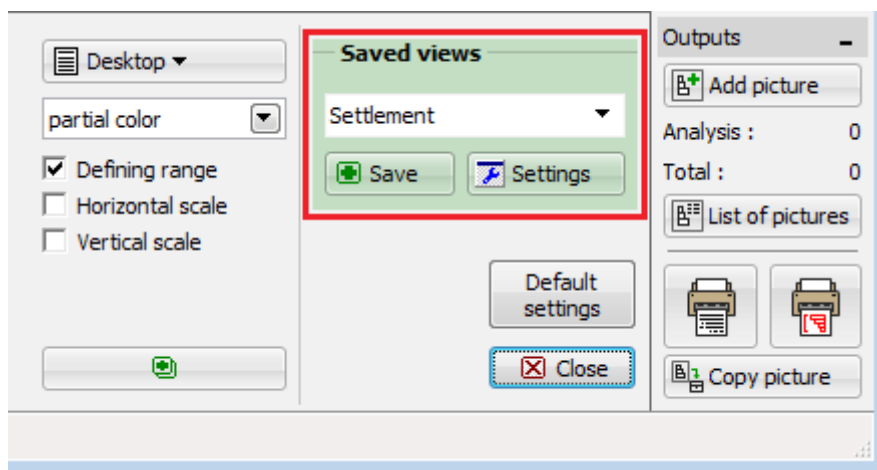 Desktop
partial color
Defining range
Horizontal scale
Vertical scale
Saved views
Settlement
Save
Settings
Default
settings
Close
Outputs
Add picture
Analysis : 0
Total : 0
List of pictures
Copy picture